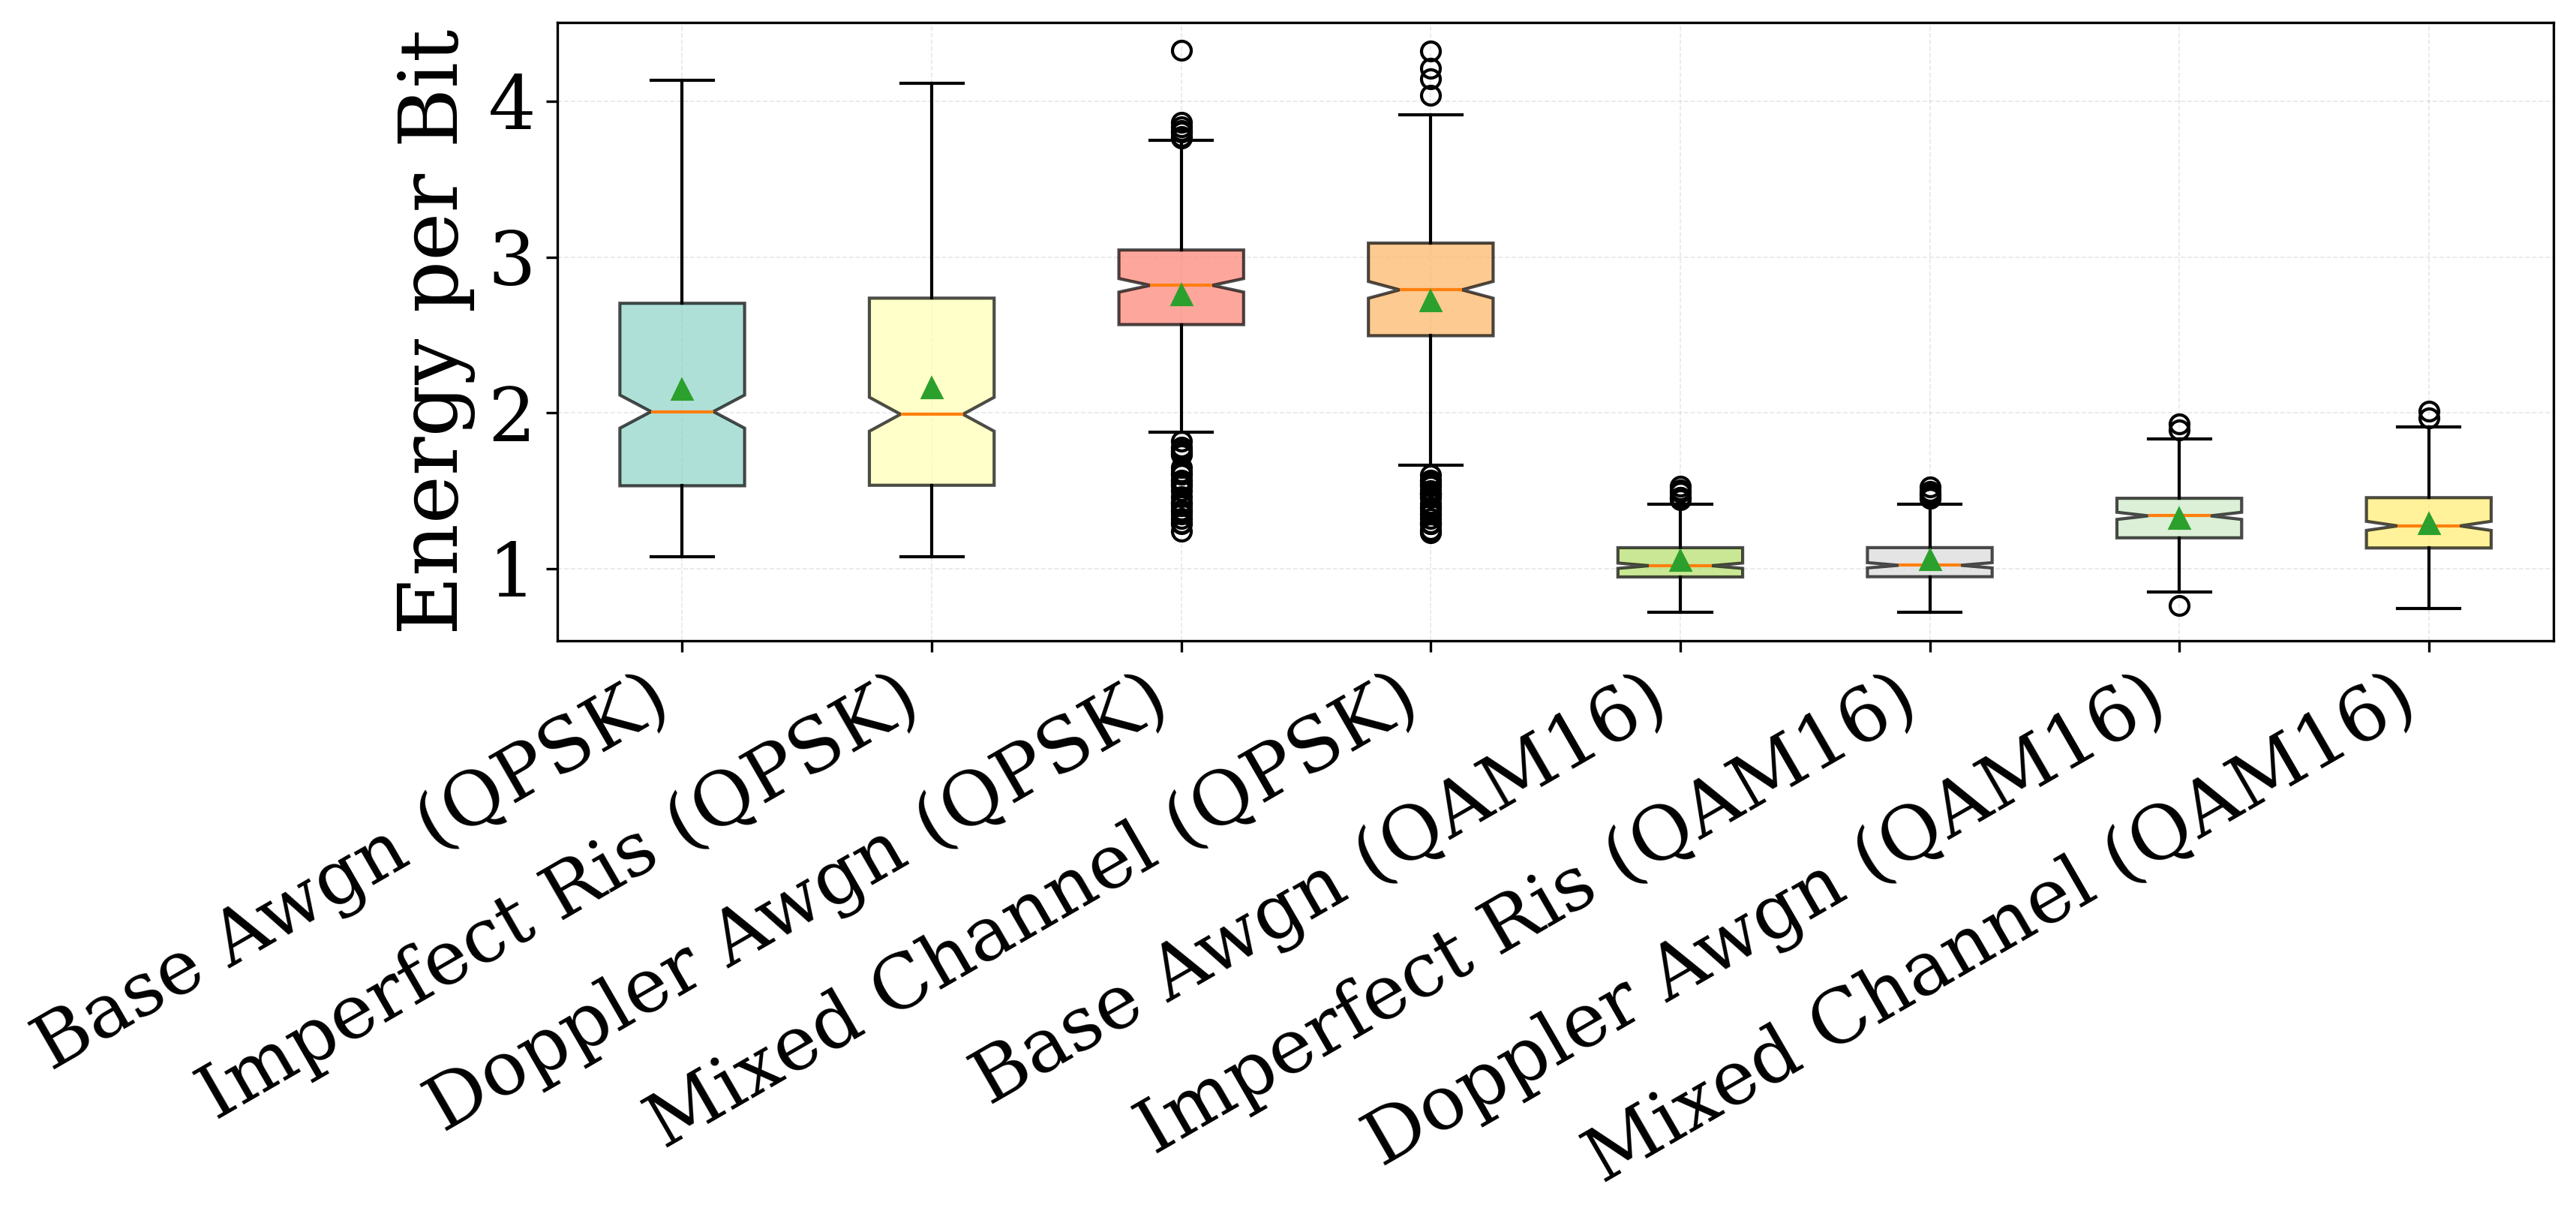 Energy per Bit
4
3
2
1
Base Awgn (QPSK)
Imperfect Ris (QPSK)
Doppler Awgn (QPSK)
Mixed Channel (QPSK)
Base Awgn (QAM16)
Imperfect Ris (QAM16)
Doppler Awgn (QAM16)
Mixed Channel (QAM16)